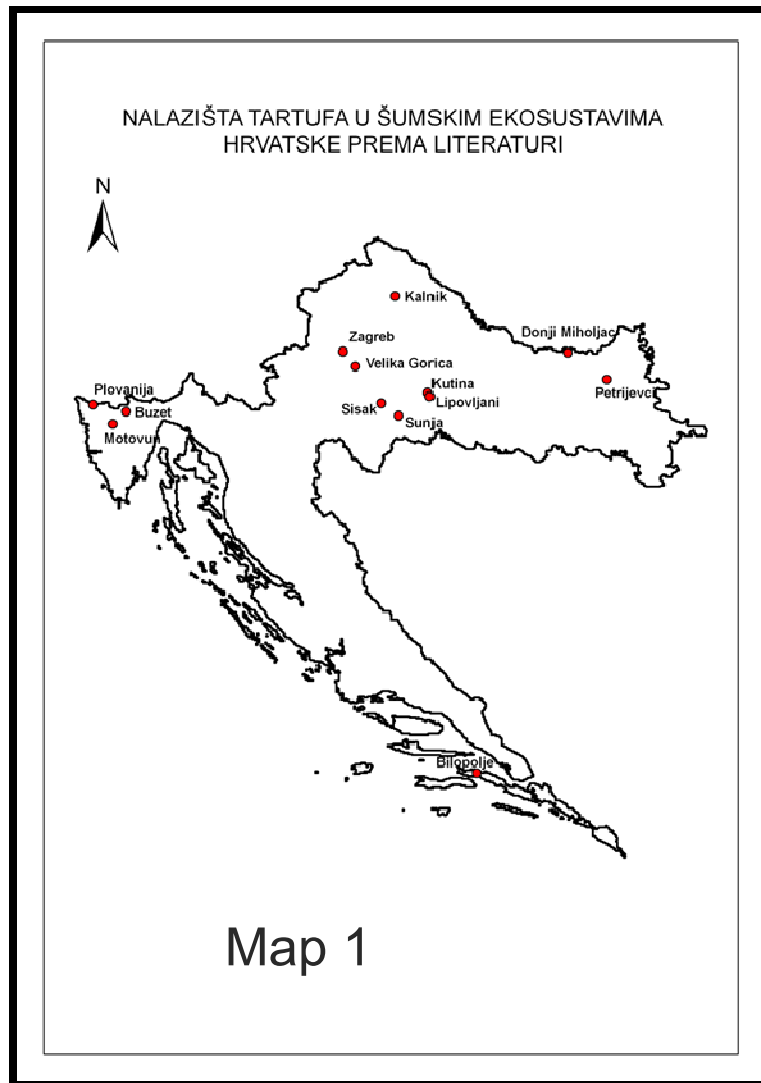 NALAZIŠTA TARTUFA U ŠUMSKIM EKOSUSTAVIMA
HRVATSKE PREMA LITERATURI
N
Kalnik
Zagreb
Donji Miholjac
Velika Gorica
Plovanija
Kutina
Petrijevci
Buzet
Sisak
Lipovljani
Sunja
Motovun
Bilopolje
Map 1